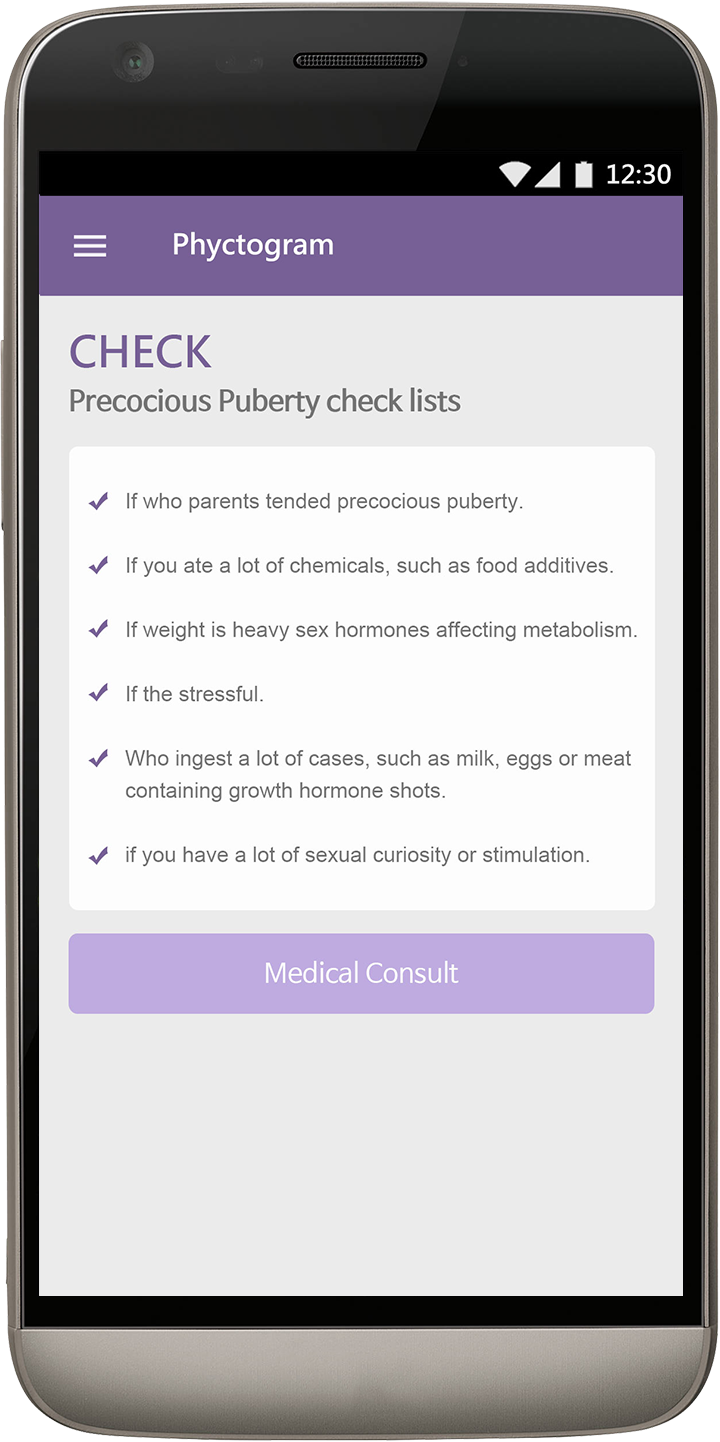 12:30
Phyctogram
CHECK
Precocious Puberty check lists
If who parents tended precocious puberty.
If you ate a lot of chemicals, such as food additives.
If weight is heavy sex hormones affecting metabolism.
If the stressful.
Who ingest a lot of cases, such as milk, eggs or meat
containing growth hormone shots.
if you have a lot of sexual curiosity or stimulation.
Medical Consult